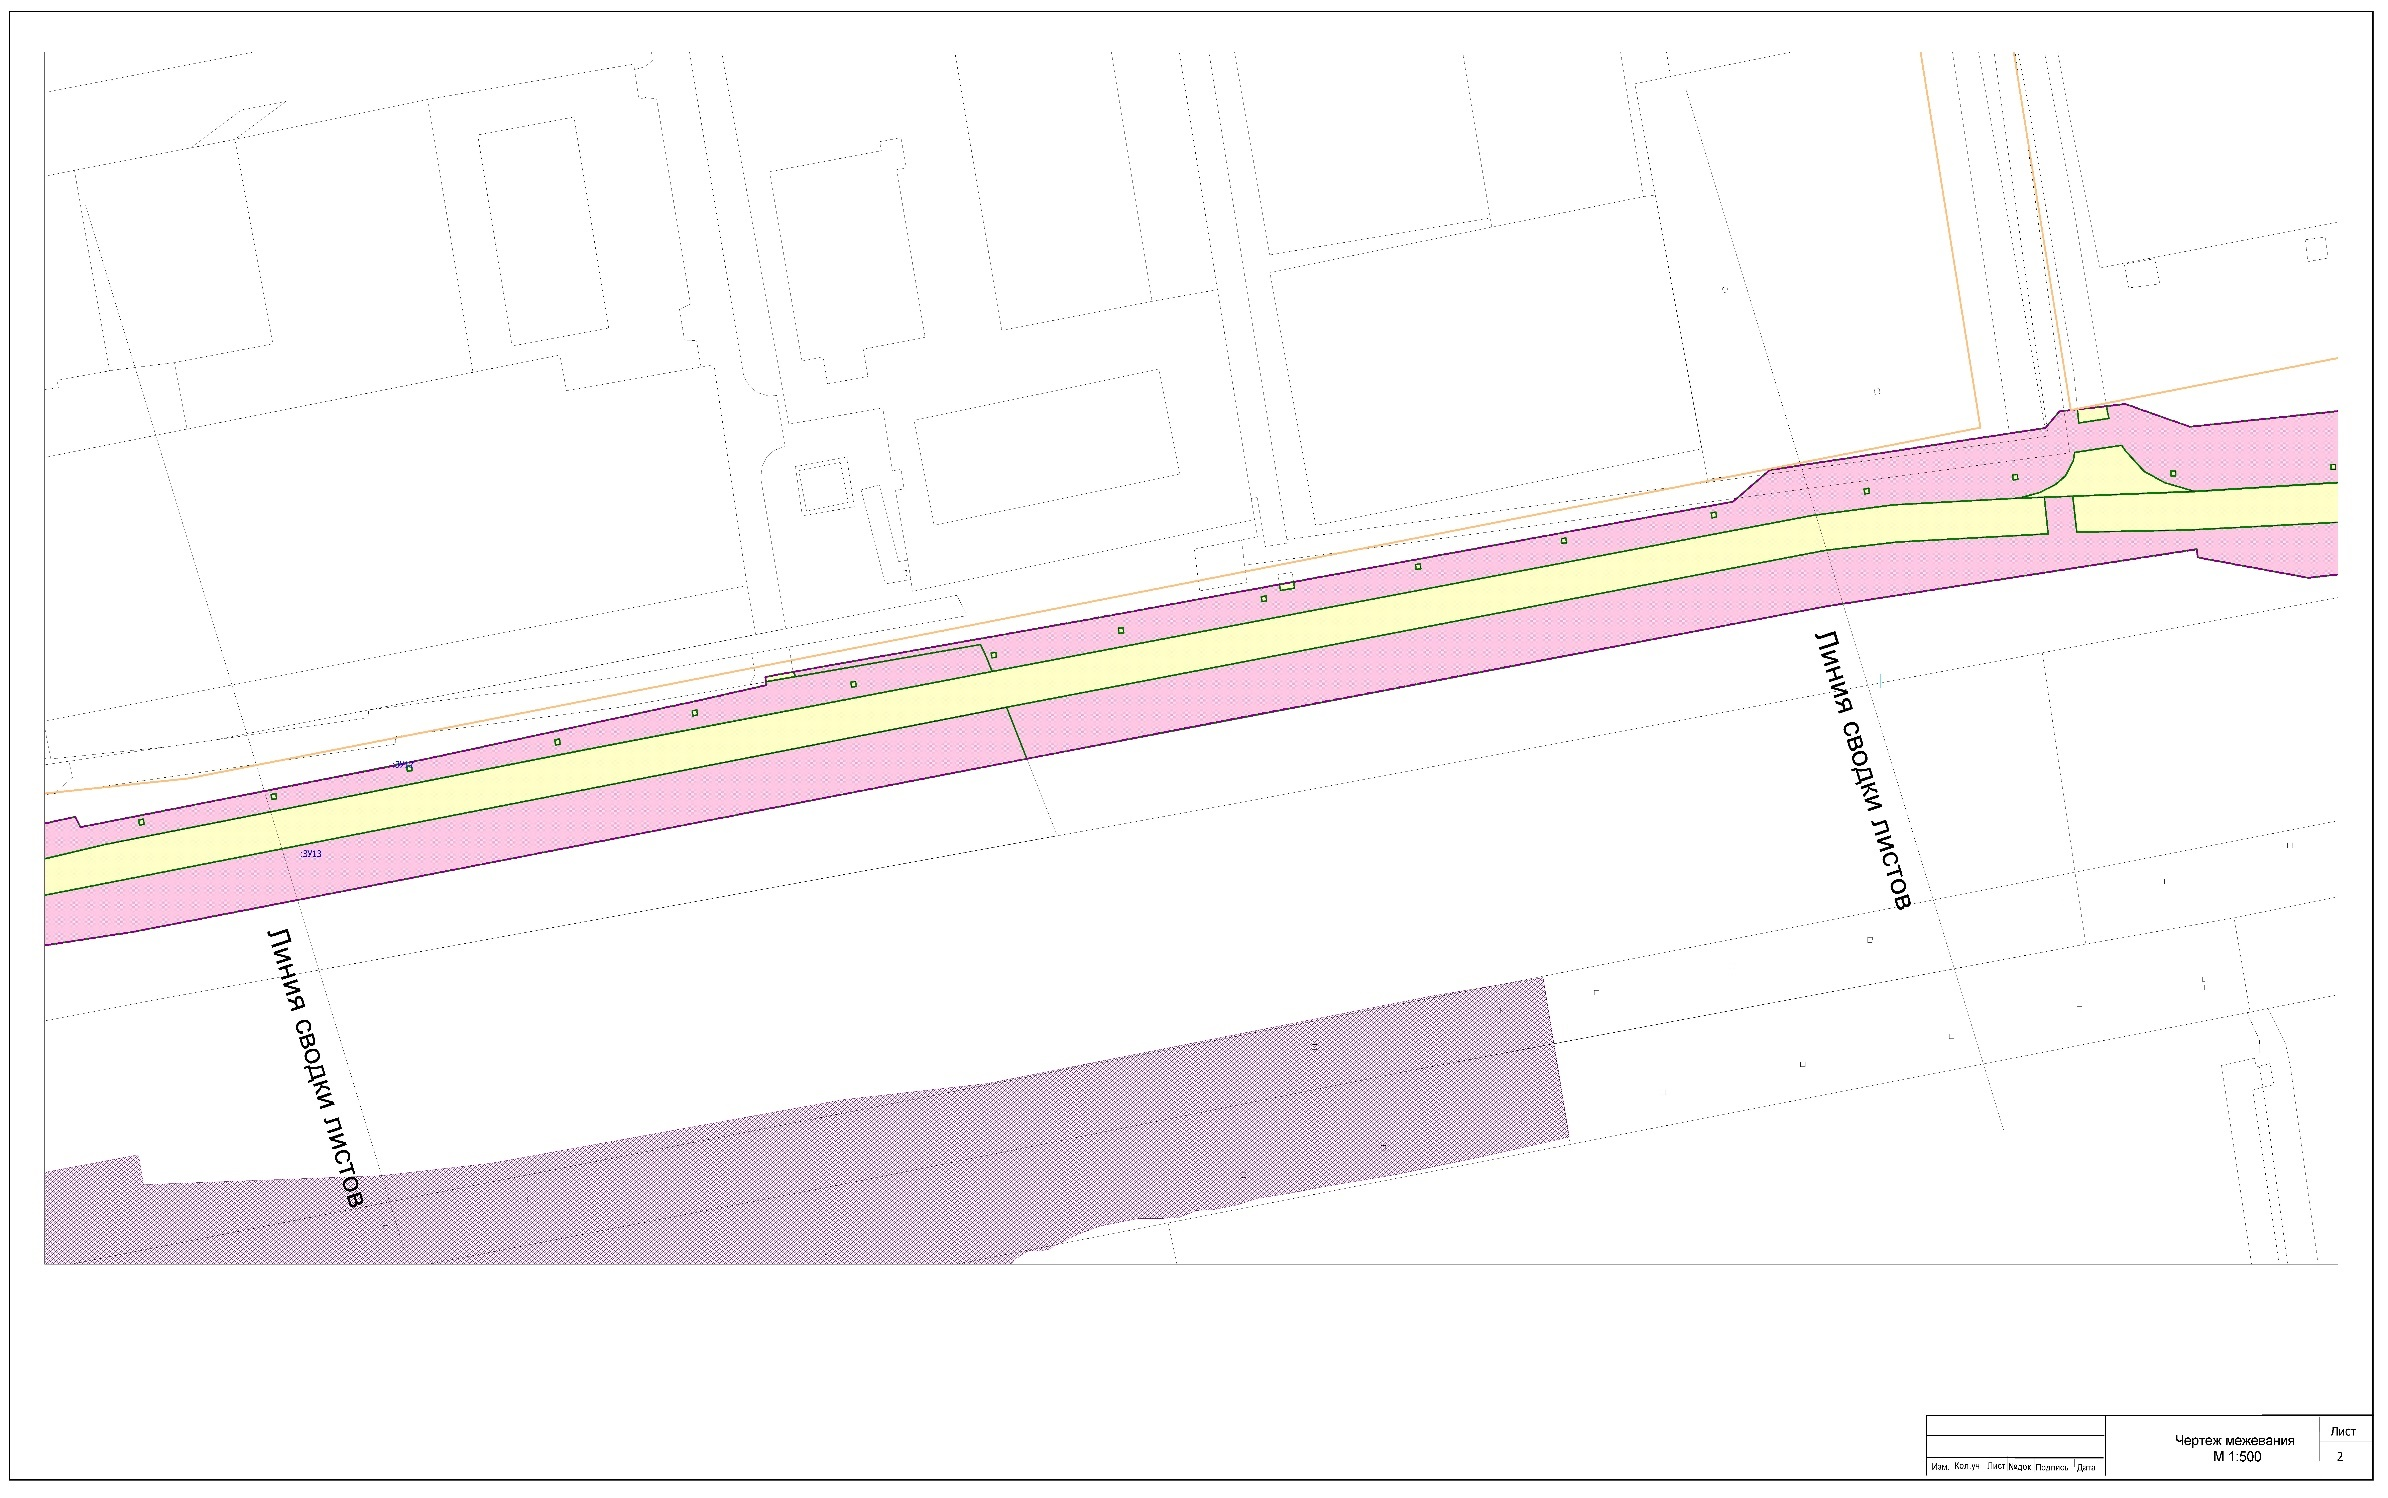 :ЗУ13
Линия сводки листов
Линия сводки листов
Чертеж межевания
М 1:500
Лист
2
Изм. Кол.уч Лист №док Подпись Дата